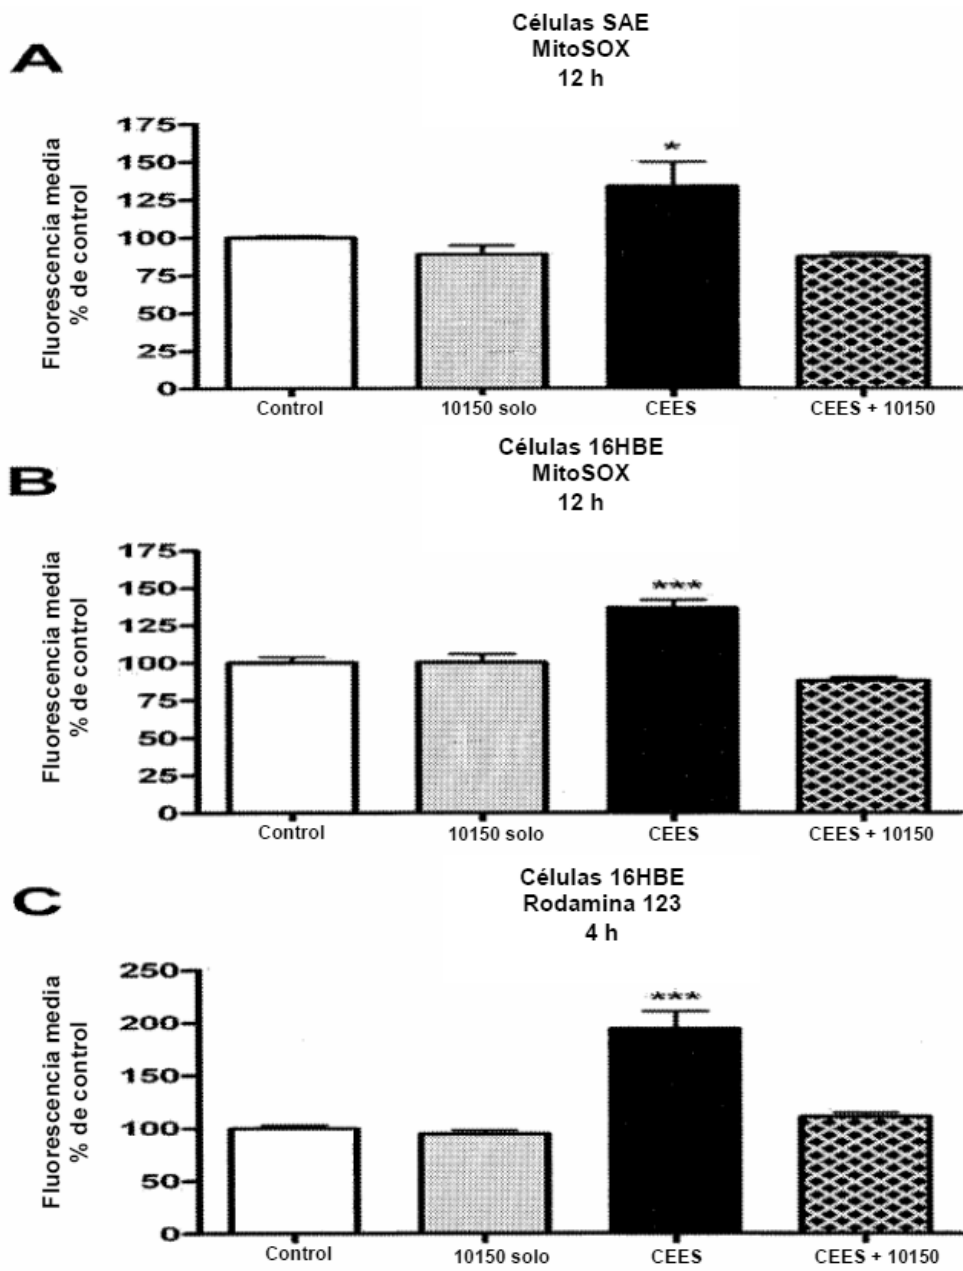 A
Células SAE
MitoSOX
12 h
Fluorescencia media
% de control
175
150
125
100
75
50
25
0
*
Control
10150 solo
CEES
CEES + 10150
B
Células 16HBE
MitoSOX
12 h
Fluorescencia media
% de control
175
150
125
100
75
50
25
0
***
Control
10150 solo
CEES
CEES + 10150
C
Células 16HBE
Rodamina 123
4 h
Fluorescencia media
% de control
250
200
150
100
50
0
***
Control
10150 solo
CEES
CEES + 10150